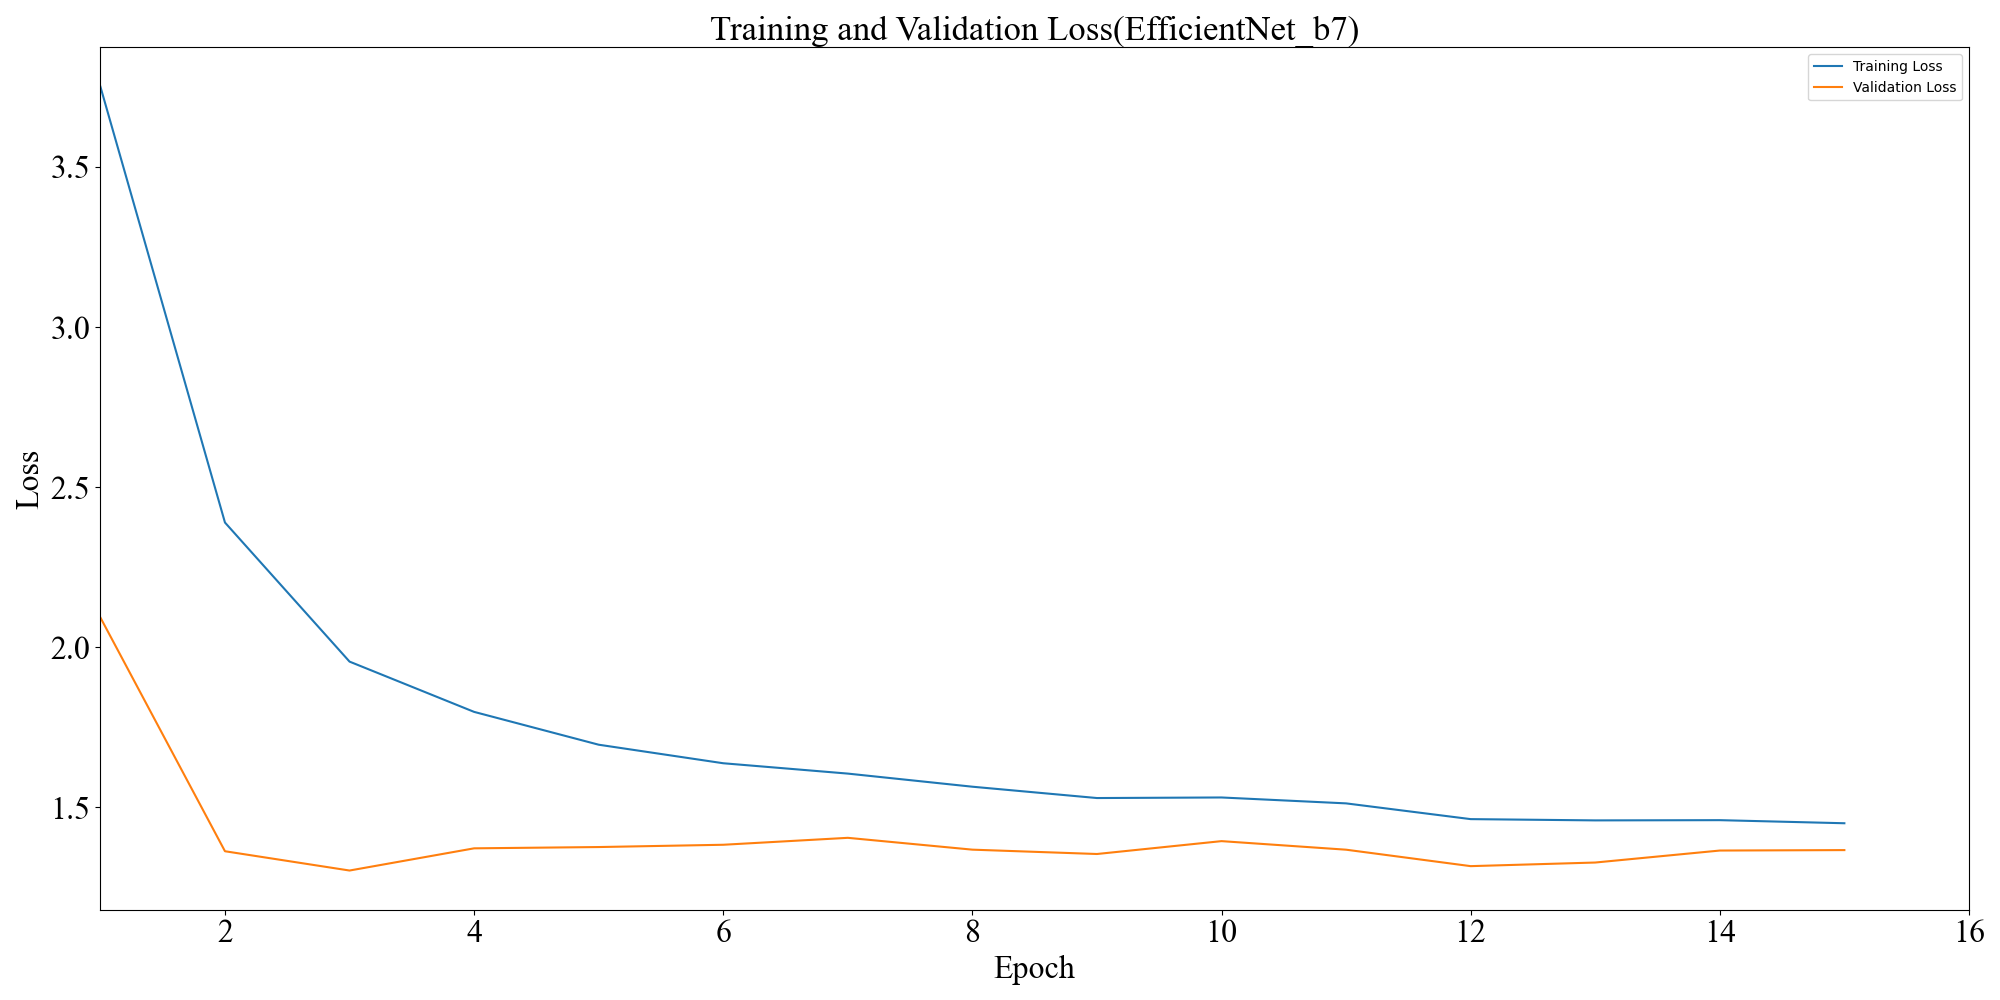 Training and Validation Loss(EfficientNet_b7)
Training Loss
Validation Loss
Loss
3.5
3.0
2.5
2.0
1.5
2 4 6 8 10 12 14 16
Epoch